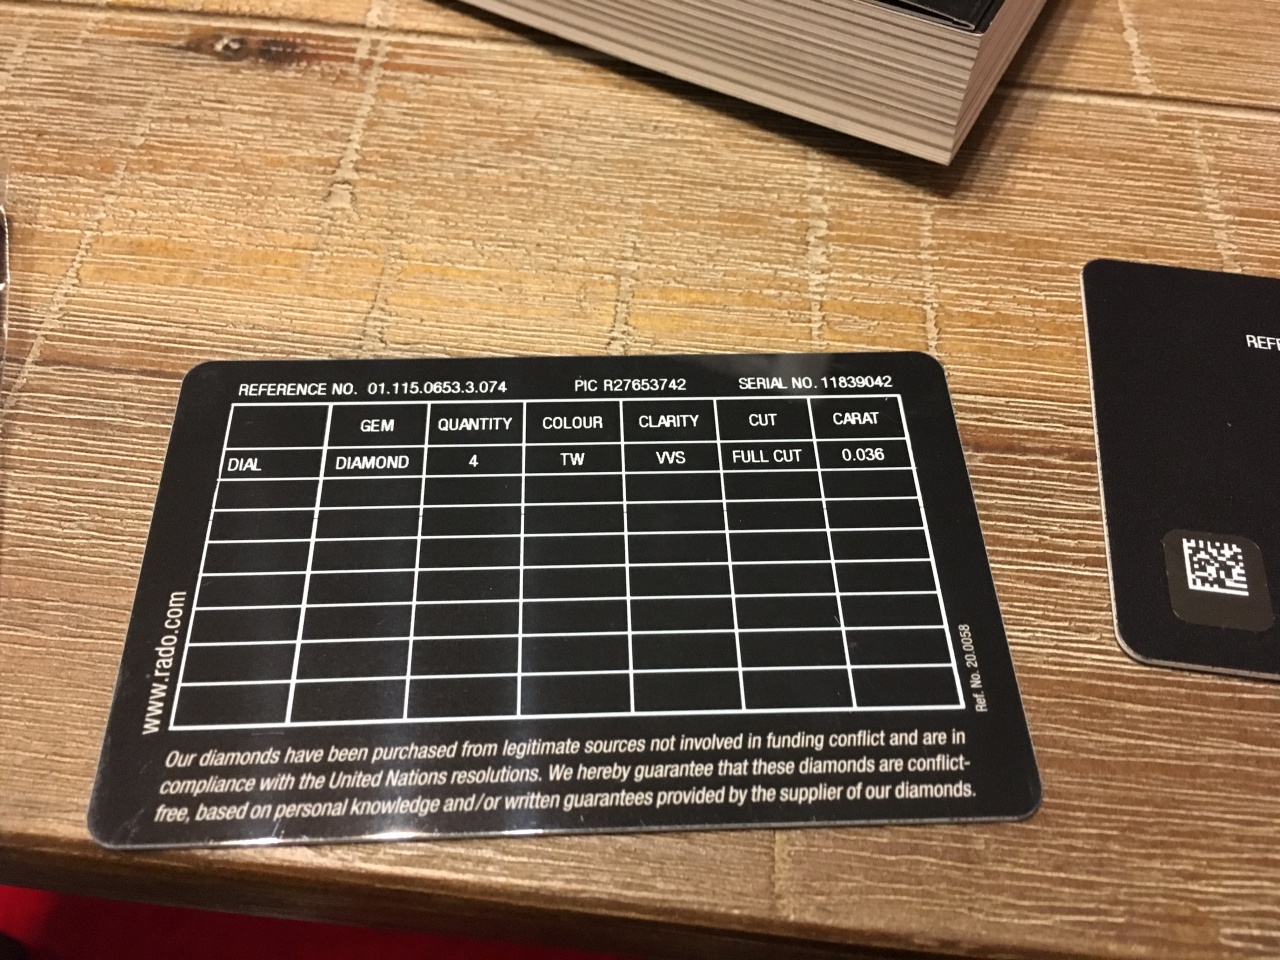 REFERENCE NO. 01.115.0653.3.074 PIC R27653742 SERIAL NO. 11839042
GEM QUANTITY COLOUR CLARITY CUT CARAT
DIAL DIAMOND 4 TW VVS FULL CUT 0.036
www.rado.com
Ref. No. 20.0058
Our diamonds have been purchased from legitimate sources not involved in funding conflict and are in
compliance with the United Nations resolutions. We hereby guarantee that these diamonds are conflict-
free, based on personal knowledge and/or written guarantees provided by the supplier of our diamonds.